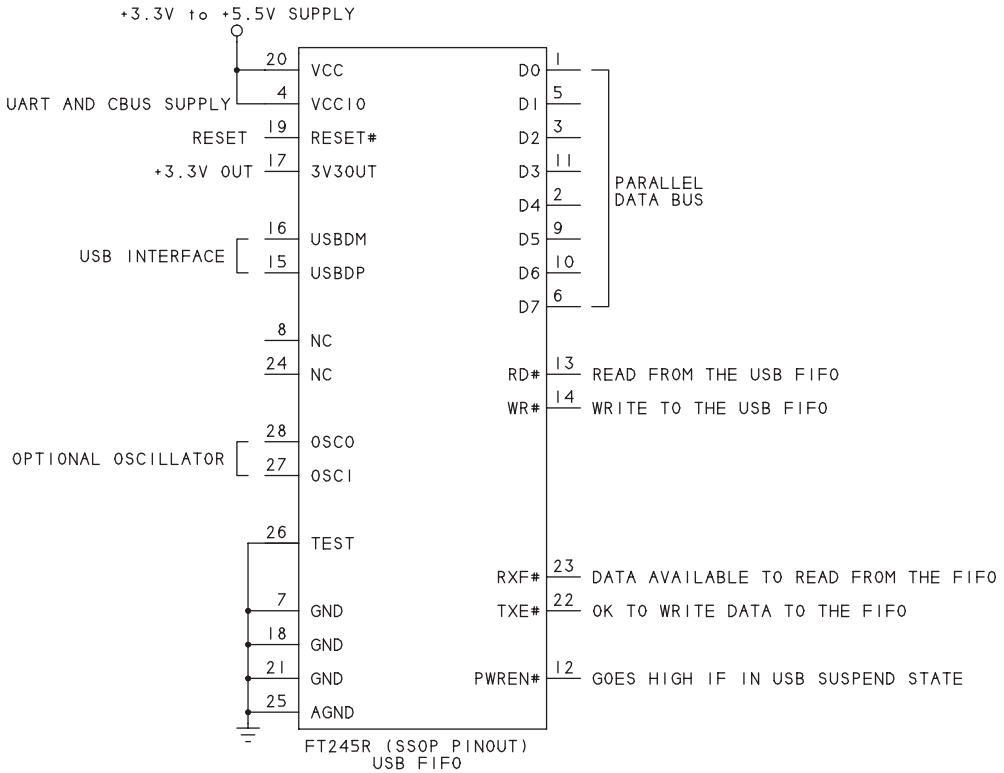 +3.3V to +5.5V SUPPLY
20 VCC D0 1
UART AND CBUS SUPPLY 4 VCCIO D1 5
RESET 19 RESET# D2 3
+3.3V OUT 17 3V3OUT D3 11
PARALLEL
DATA BUS
D4 2
16 USBDM D5 9
USB INTERFACE
15 USBDP D6 10
D7 6
8 NC
24 NC RD# 13 READ FROM THE USB FIFO
WR# 14 WRITE TO THE USB FIFO
28 OSCO
OPTIONAL OSCILLATOR
27 OSCI
26 TEST
RXF# 23 DATA AVAILABLE TO READ FROM THE FIFO
7 GND TXE# 22 OK TO WRITE DATA TO THE FIFO
18 GND
21 GND PWREN# 12 GOES HIGH IF IN USB SUSPEND STATE
25 AGND
FT245R (SSOP PINOUT)
USB FIFO